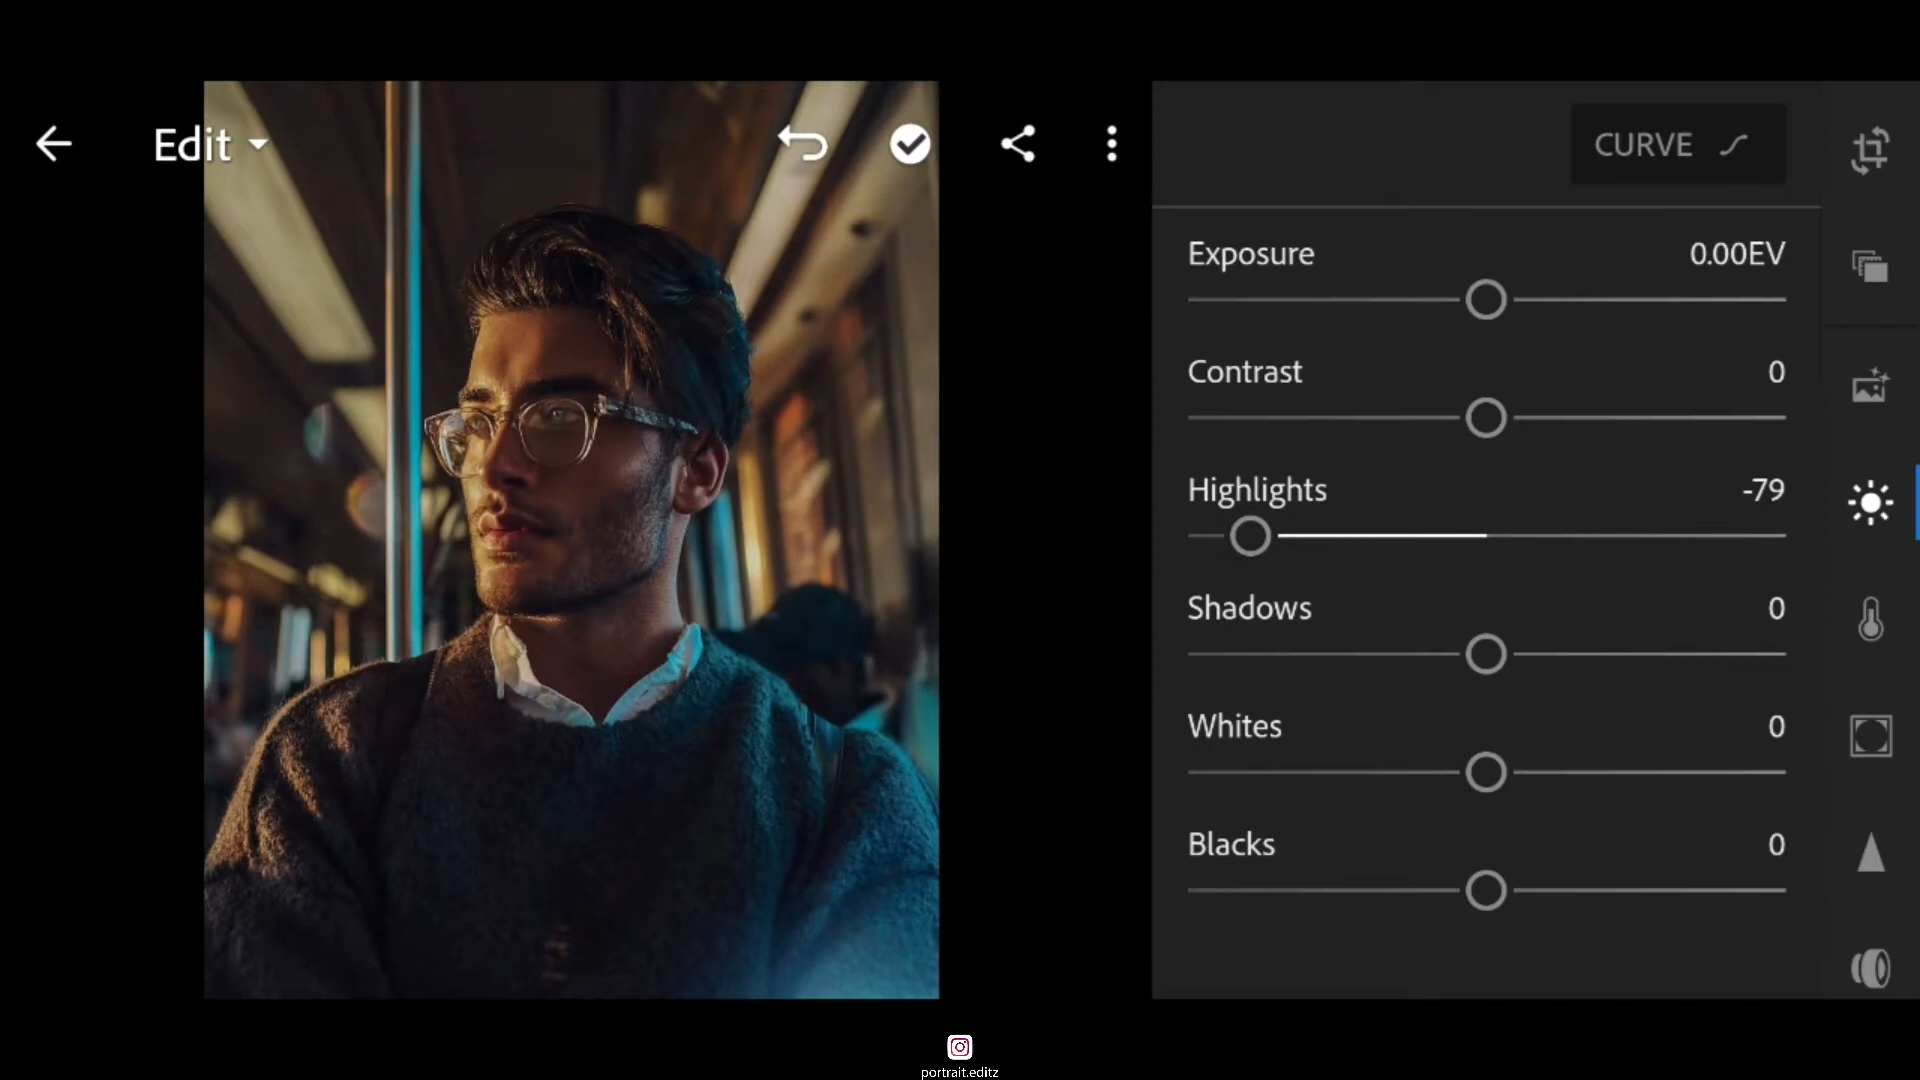 Edit
CURVE
Exposure 0.00EV
Contrast 0
Highlights -79
Shadows 0
Whites 0
Blacks 0
portrait.editz